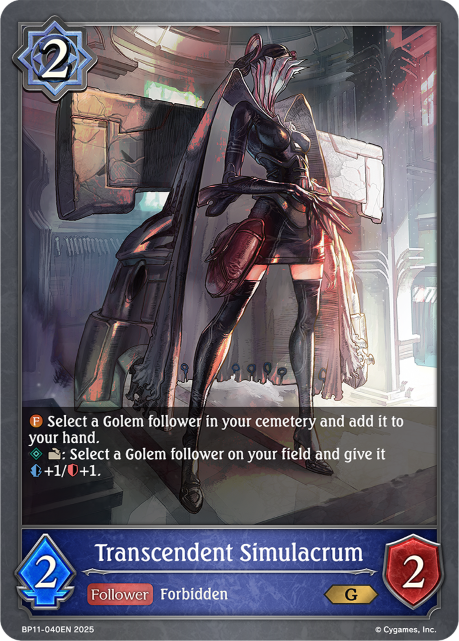 2
F Select a Golem follower in your cemetery and add it to
your hand.
: Select a Golem follower on your field and give it
+1/+1.
Transcendent Simulacrum
2
Follower Forbidden
G
2
BP11-040EN 2025
© Cygames, Inc.